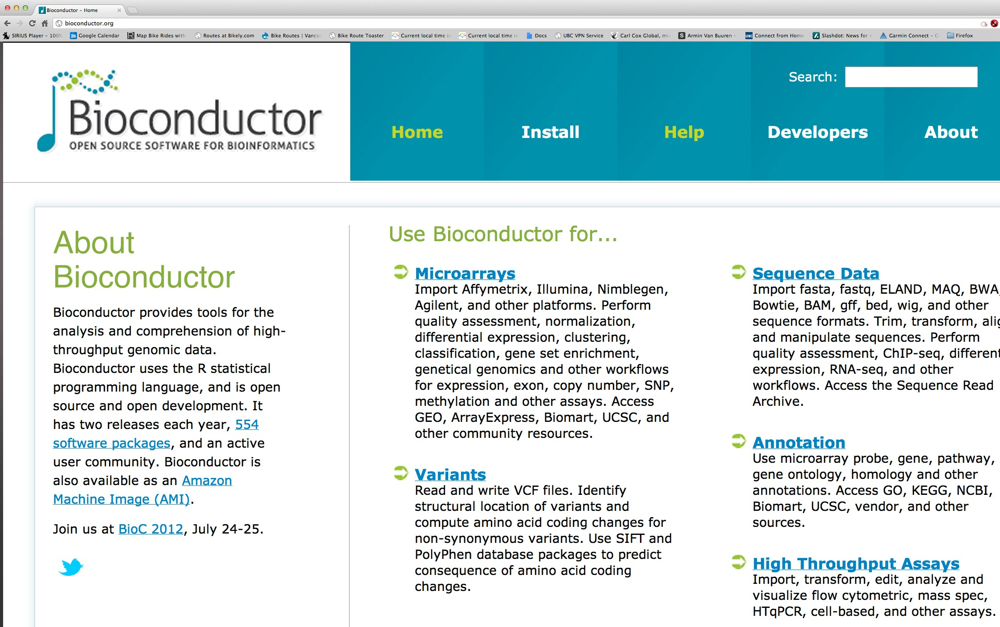 Bioconductor – Home
bioconductor.org
SIRIUS Player – 100%
Google Calendar
Map Bike Rides with
Routes at Bikely.com
Bike Routes | Vancou
Bike Route Toaster
Current local time in
Current local time in
Docs
UBC VPN Service
Carl Cox Global, mix
Armin Van Buuren –
UBC Connect from Home
Slashdot: News for n
Garmin Connect – C
Firefox
Bioconductor
OPEN SOURCE SOFTWARE FOR BIOINFORMATICS
Search:
Home Install Help Developers About
About
Bioconductor
Bioconductor provides tools for the
analysis and comprehension of high-
throughput genomic data.
Bioconductor uses the R statistical
programming language, and is open
source and open development. It
has two releases each year, 554
software packages, and an active
user community. Bioconductor is
also available as an Amazon
Machine Image (AMI).
Join us at BioC 2012, July 24-25.
Use Bioconductor for...
Microarrays
Import Affymetrix, Illumina, Nimblegen,
Agilent, and other platforms. Perform
quality assessment, normalization,
differential expression, clustering,
classification, gene set enrichment,
genetical genomics and other workflows
for expression, exon, copy number, SNP,
methylation and other assays. Access
GEO, ArrayExpress, Biomart, UCSC, and
other community resources.
Variants
Read and write VCF files. Identify
structural location of variants and
compute amino acid coding changes for
non-synonymous variants. Use SIFT and
PolyPhen database packages to predict
consequence of amino acid coding
changes.
Sequence Data
Import fasta, fastq, ELAND, MAQ, BWA,
Bowtie, BAM, gff, bed, wig, and other
sequence formats. Trim, transform, alig
and manipulate sequences. Perform
quality assessment, ChIP-seq, different
expression, RNA-seq, and other
workflows. Access the Sequence Read
Archive.
Annotation
Use microarray probe, gene, pathway,
gene ontology, homology and other
annotations. Access GO, KEGG, NCBI,
Biomart, UCSC, vendor, and other
sources.
High Throughput Assays
Import, transform, edit, analyze and
visualize flow cytometric, mass spec,
HTqPCR, cell-based, and other assays.